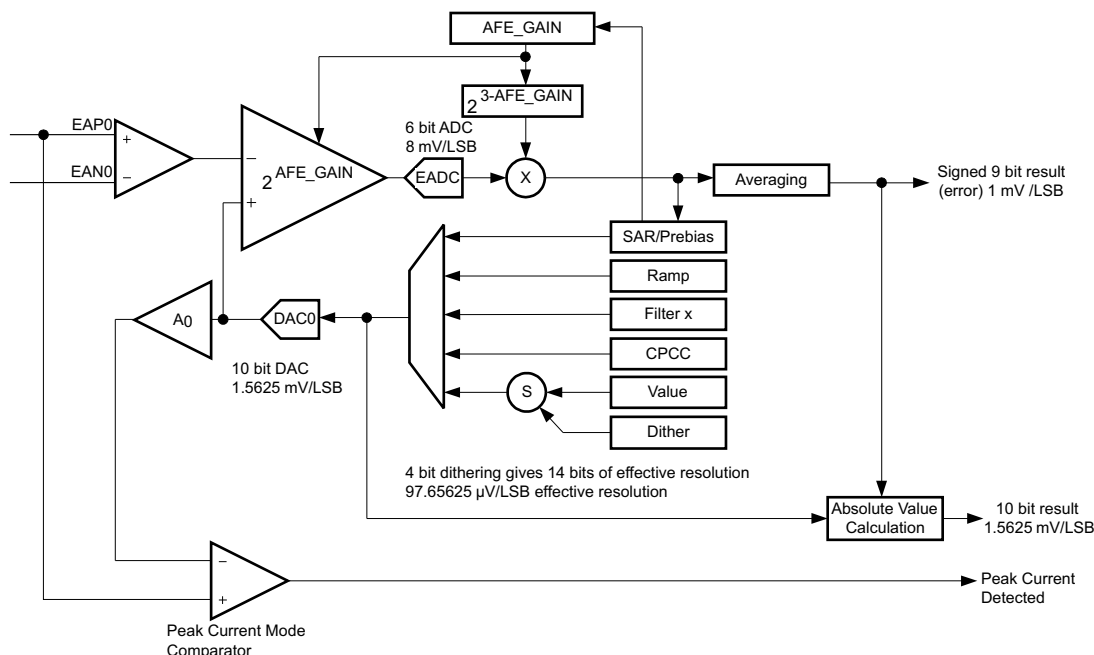 AFE_GAIN
2 3-AFE_GAIN
6 bit ADC
8 mV/LSB
EAP0
+
EAN0
−
−
2 AFE_GAIN
+
EADC
X
Averaging
Signed 9 bit result
(error) 1 mV /LSB
SAR/Prebias
Ramp
Filter x
CPCC
Value
Dither
S
A0
DAC0
10 bit DAC
1.5625 mV/LSB
4 bit dithering gives 14 bits of effective resolution
97.65625 μV/LSB effective resolution
Absolute Value
Calculation
10 bit result
1.5625 mV/LSB
−
+
Peak Current
Detected
Peak Current Mode
Comparator